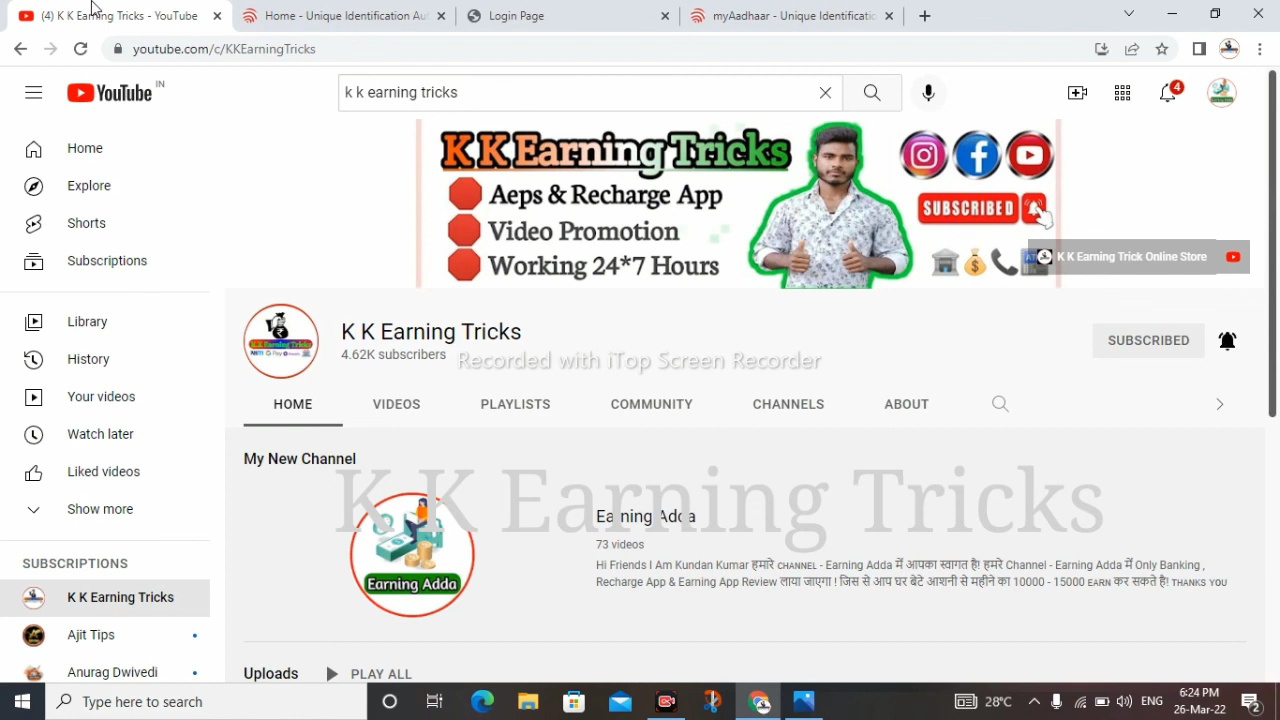 (4) K K Earning Tricks - YouTube
Home - Unique Identification Aut
Login Page
myAadhaar - Unique Identificatio
youtube.com/c/KKEarningTricks
YouTube IN
k k earning tricks
4
Home
Explore
Shorts
Subscriptions
Library
History
Your videos
Watch later
Liked videos
Show more
SUBSCRIPTIONS
K K Earning Tricks
Ajit Tips
Anurag Dwivedi
K K Earning Tricks
Aeps & Recharge App
Video Promotion
Working 24*7 Hours
SUBSCRIBED
K K Earning Trick Online Store
K K Earning Tricks
4.62K subscribers
SUBSCRIBED
Recorded with iTop Screen Recorder
HOME VIDEOS PLAYLISTS COMMUNITY CHANNELS ABOUT
My New Channel
K K Earning Tricks
Earning Adda
Earning Adda
73 videos
Hi Friends I Am Kundan Kumar हमारे CHANNEL - Earning Adda में आपका स्वागत है! हमरे Channel - Earning Adda में Only Banking ,
Recharge App & Earning App Review लाया जाएगा ! जिस से आप घर बेटे आशनी से महीने का 10000 - 15000 EARN कर सकते है! THANKS YOU
Uploads PLAY ALL
Type here to search
28°C
ENG
6:24 PM
26-Mar-22
2